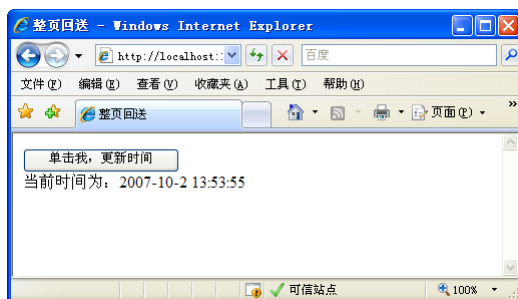 整页回送 - Windows Internet Explorer
http://localhost:
百度
文件(F) 编辑(E) 查看(V) 收藏夹(A) 工具(T) 帮助(H)
整页回送 页面(P)
单击我，更新时间
当前时间为：2007-10-2 13:53:55
可信站点 100%